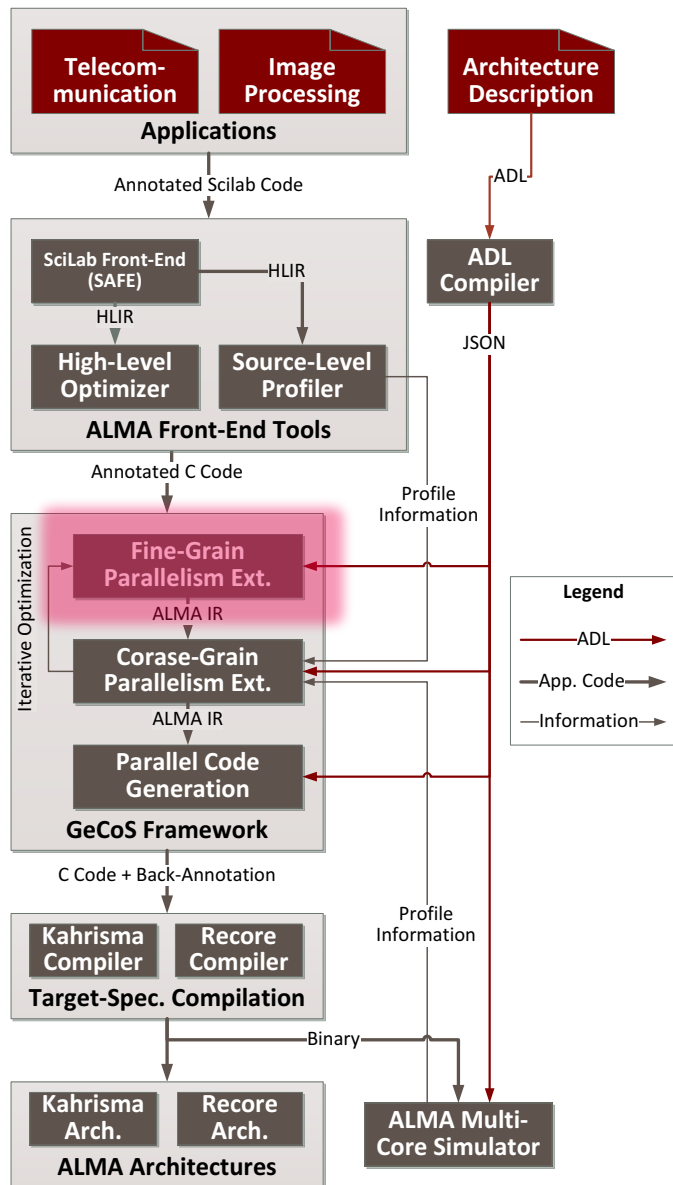 Telecom-
munication
Image
Processing
Applications
Architecture
Description
Annotated Scilab Code
ADL
SciLab Front-End
(SAFE)
HLIR
HLIR
High-Level
Optimizer
Source-Level
Profiler
ALMA Front-End Tools
ADL
Compiler
JSON
Annotated C Code
Profile
Information
Iterative Optimization
Fine-Grain
Parallelism Ext.
ALMA IR
Corase-Grain
Parallelism Ext.
ALMA IR
Parallel Code
Generation
GeCoS Framework
Legend
ADL
App. Code
Information
C Code + Back-Annotation
Profile
Information
Kahrisma
Compiler
Recore
Compiler
Target-Spec. Compilation
Binary
Kahrisma
Arch.
Recore
Arch.
ALMA Architectures
ALMA Multi-
Core Simulator